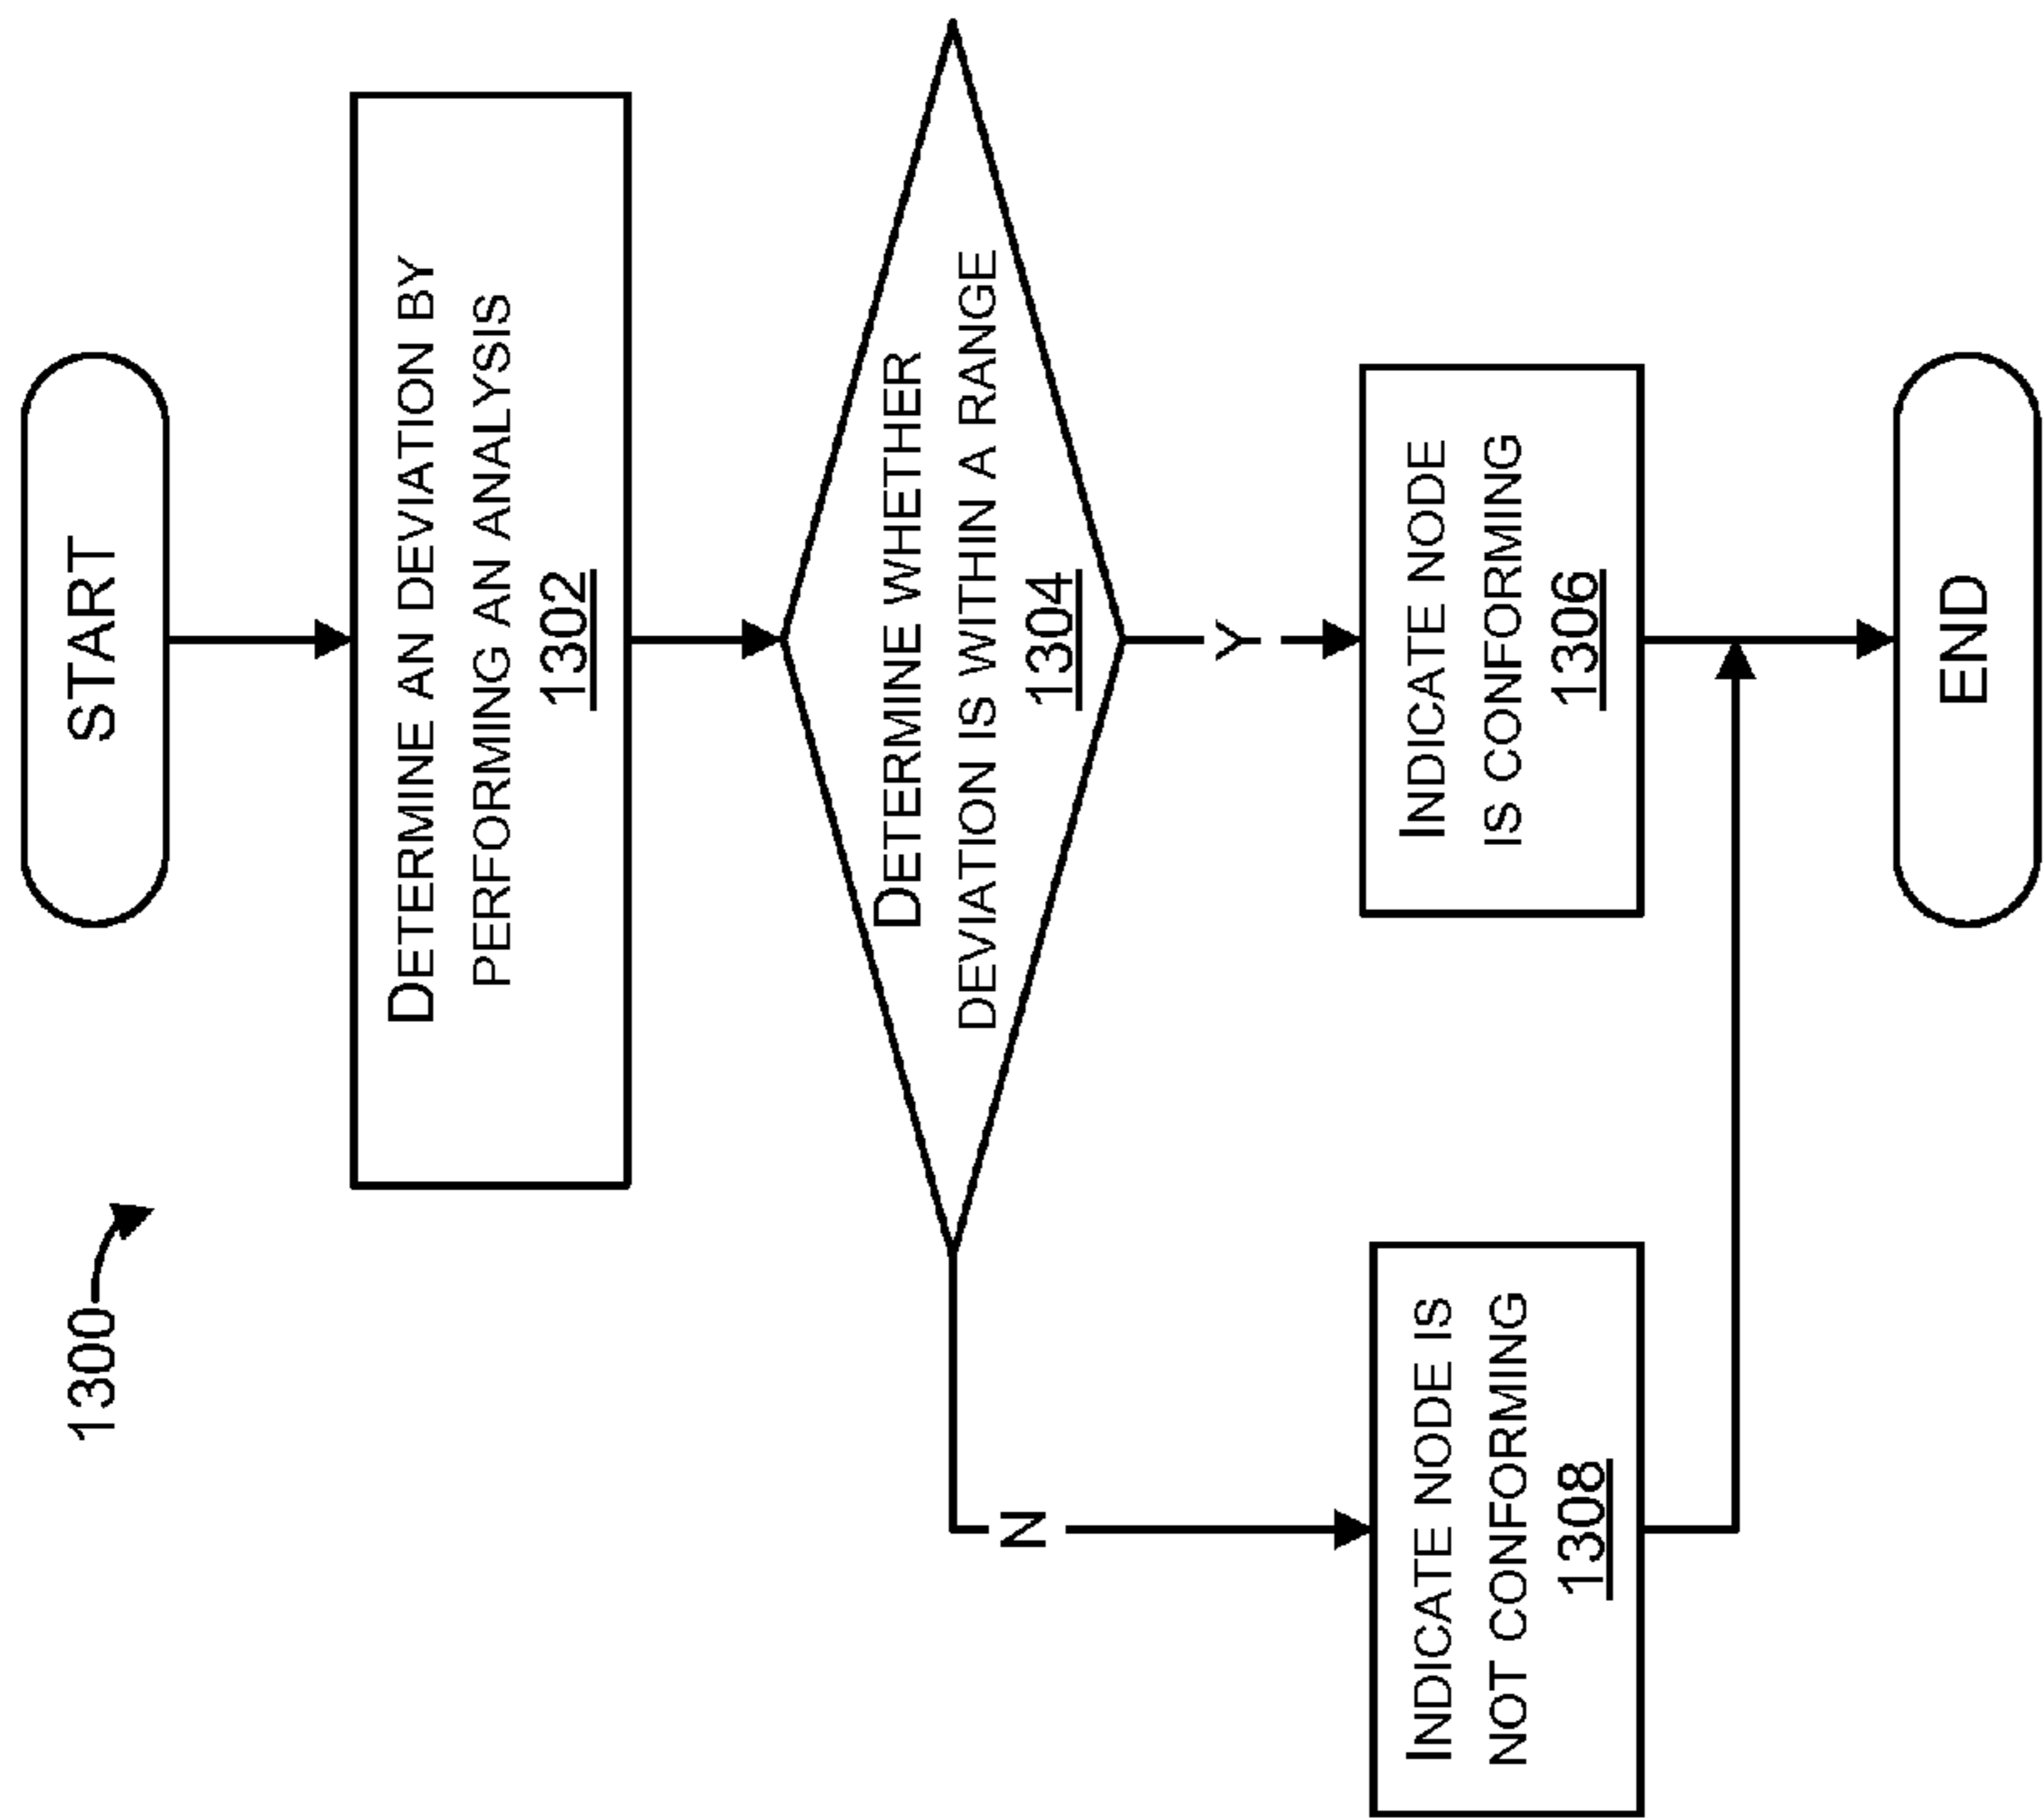 1300
START
DETERMINE AN DEVIATION BY
PERFORMING AN ANALYSIS
1302
DETERMINE WHETHER
DEVIATION IS WITHIN A RANGE
1304
N
Y
INDICATE NODE IS
NOT CONFORMING
1308
INDICATE NODE
IS CONFORMING
1306
END